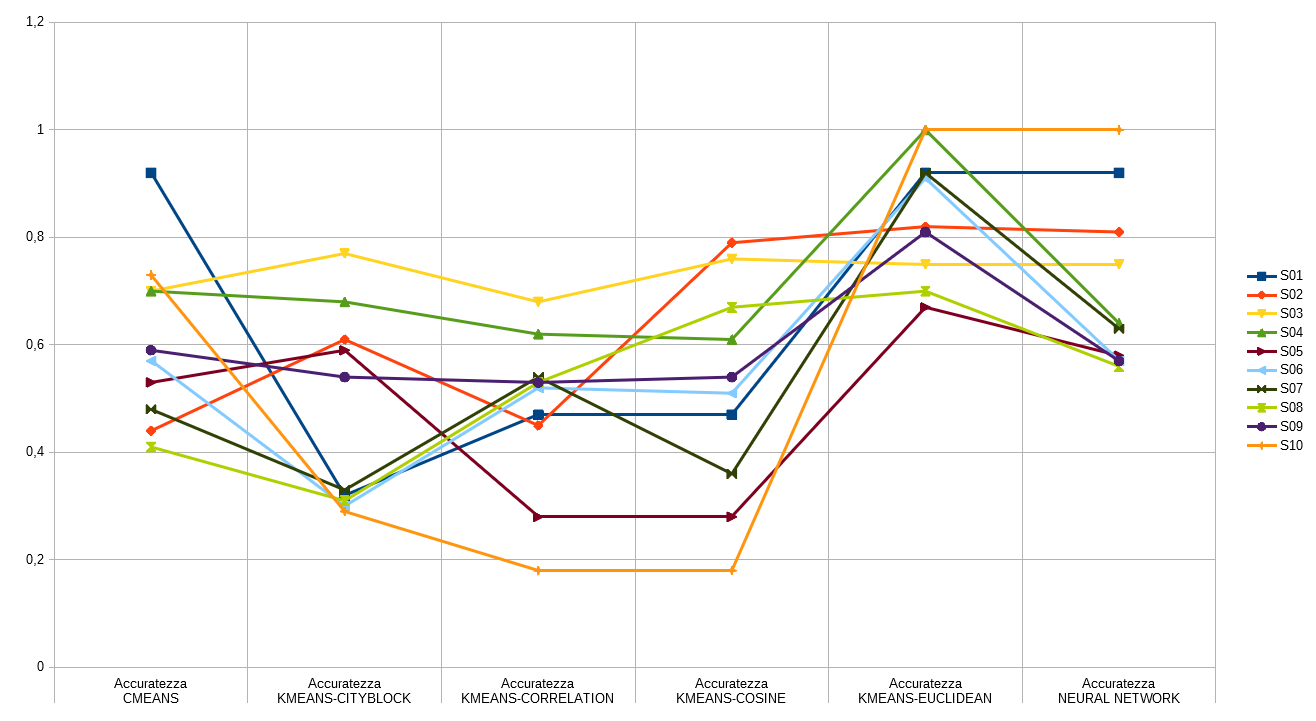 1,2
1
0,8
0,6
0,4
0,2
0
Accuratezza
CMEANS
Accuratezza
KMEANS-CITYBLOCK
Accuratezza
KMEANS-CORRELATION
Accuratezza
KMEANS-COSINE
Accuratezza
KMEANS-EUCLIDEAN
Accuratezza
NEURAL NETWORK
S01
S02
S03
S04
S05
S06
S07
S08
S09
S10